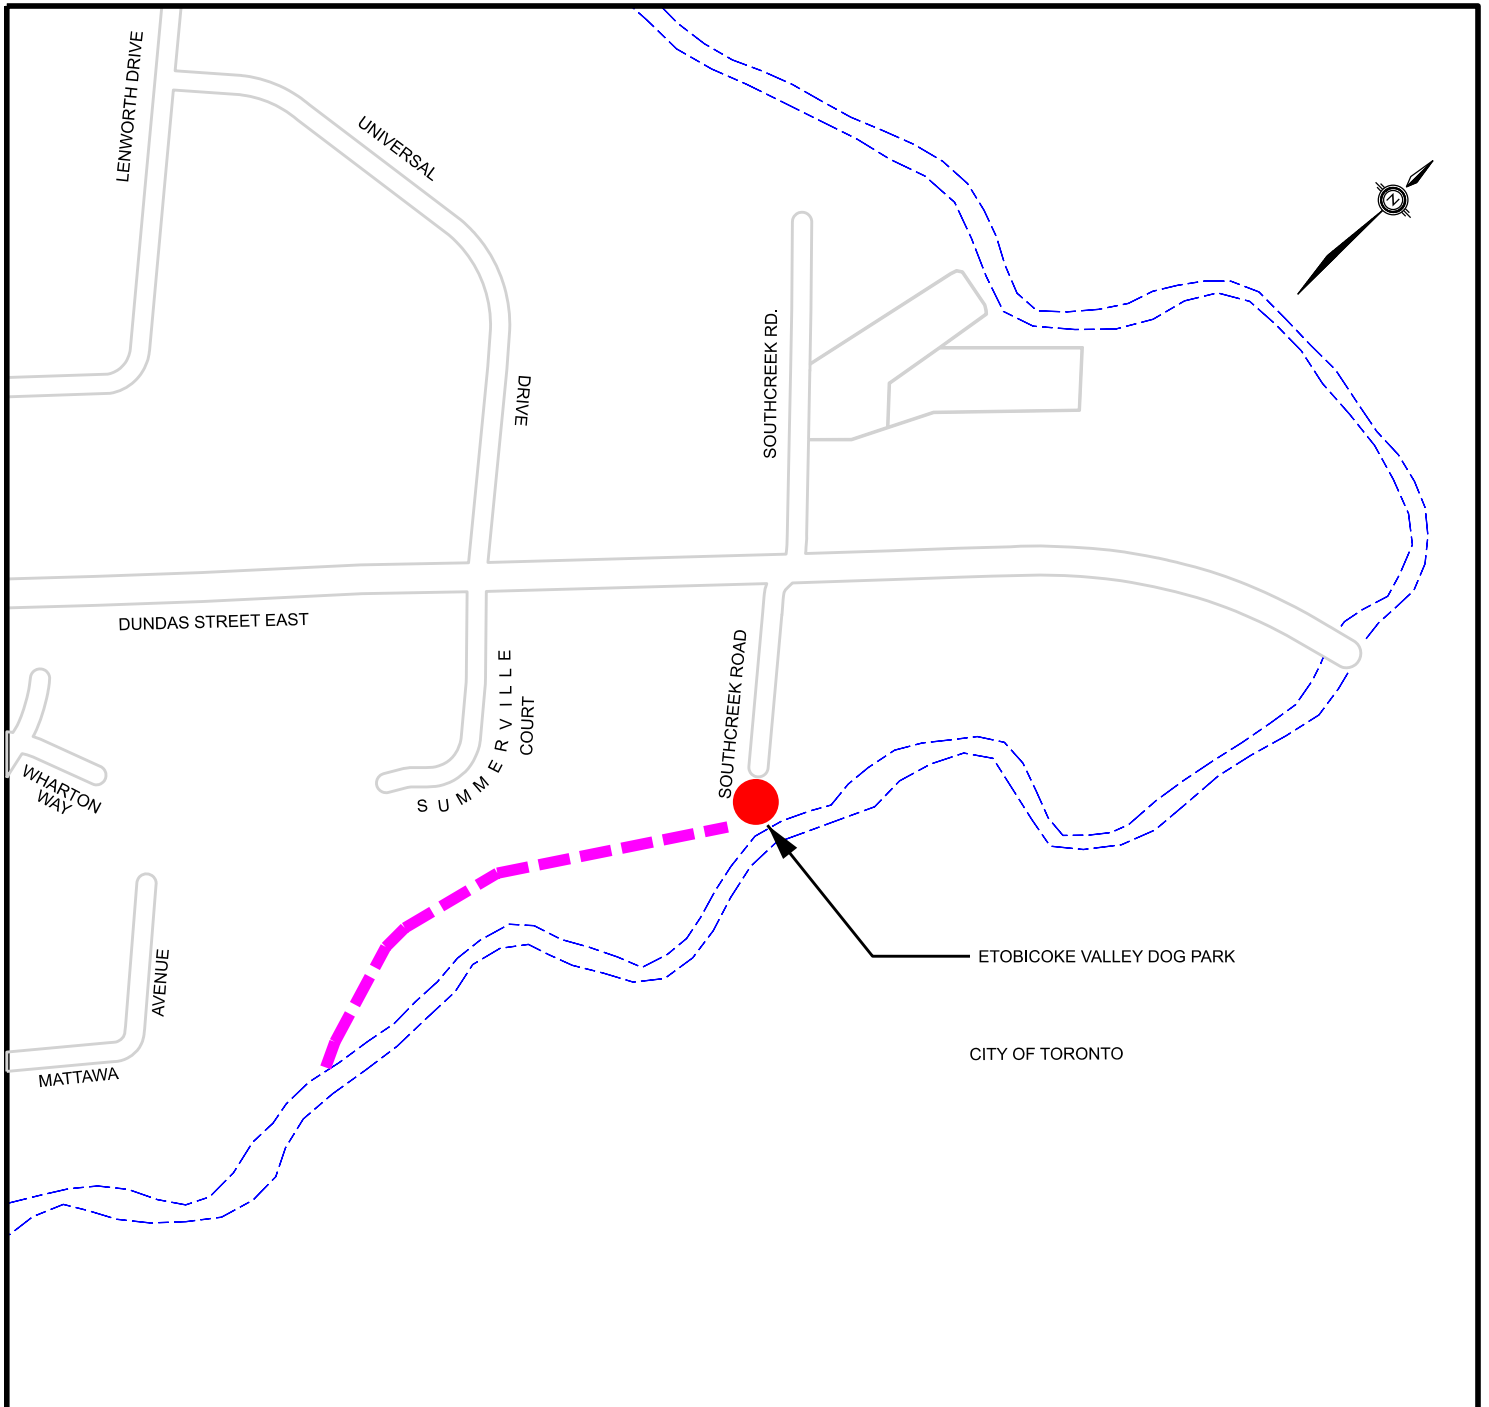 LENWORTH DRIVE
UNIVERSAL
DRIVE
N
SOUTHCREEK RD.
DUNDAS STREET EAST
SOUTHCREEK ROAD
SUMMERVILLE
COURT
WHARTON
WAY
AVENUE
MATTAWA
ETOBICOKE VALLEY DOG PARK
CITY OF TORONTO